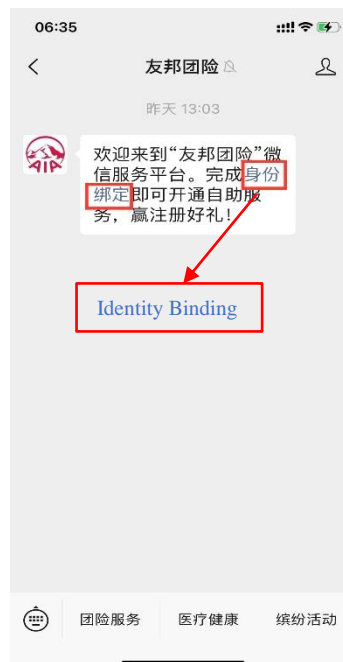 06:35
友邦团险
昨天 13:03
AIA
欢迎来到“友邦团险”微
信服务平台。完成身份
绑定即可开通自助服
务，赢注册好礼！
Identity Binding
团险服务 医疗健康 缤纷活动